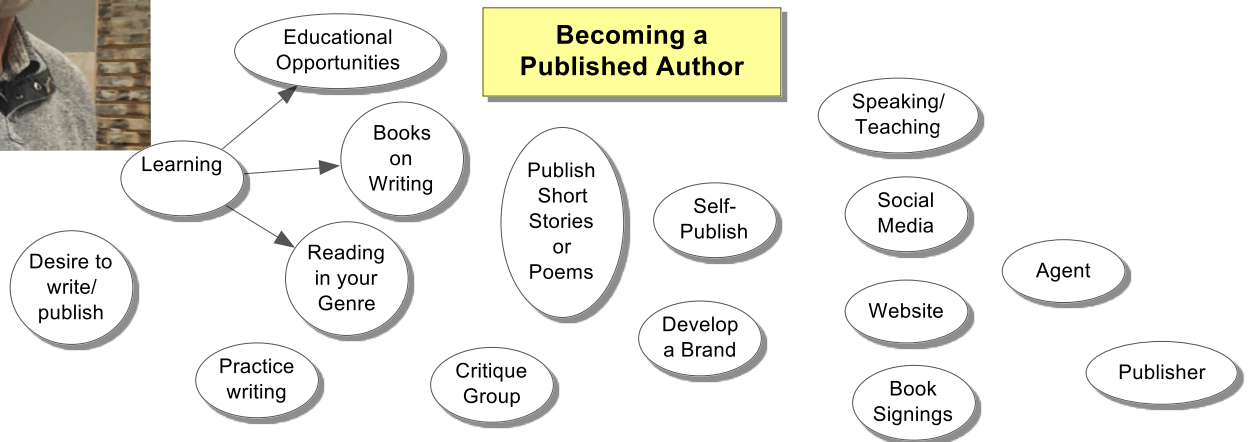 Becoming a
Published Author
Educational
Opportunities
Learning
Books
on
Writing
Reading
in your
Genre
Desire to
write/
publish
Practice
writing
Critique
Group
Publish
Short
Stories
or
Poems
Self-
Publish
Develop
a Brand
Speaking/
Teaching
Social
Media
Website
Book
Signings
Agent
Publisher